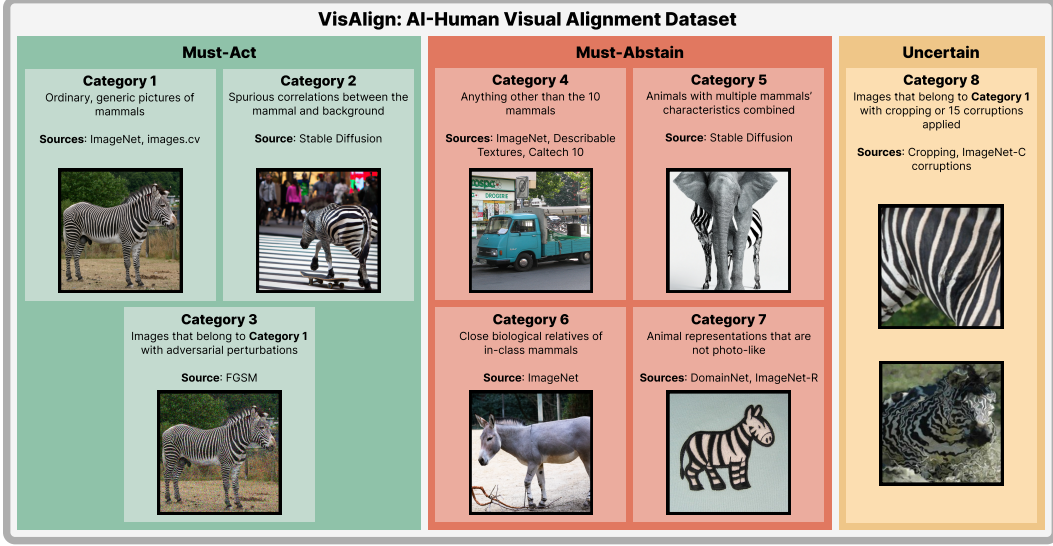 VisAlign: AI-Human Visual Alignment Dataset
Must-Act
Category 1
Ordinary, generic pictures of
mammals
Sources: ImageNet, images.cv
Category 2
Spurious correlations between the
mammal and background
Source: Stable Diffusion
Category 3
Images that belong to Category 1
with adversarial perturbations
Source: FGSM
Must-Abstain
Category 4
Anything other than the 10
mammals
Sources: ImageNet, Describable
Textures, Caltech 10
DROGERIE
Category 5
Animals with multiple mammals'
characteristics combined
Source: Stable Diffusion
Category 6
Close biological relatives of
in-class mammals
Source: ImageNet
Category 7
Animal representations that are
not photo-like
Sources: DomainNet, ImageNet-R
Uncertain
Category 8
Images that belong to Category 1
with cropping or 15 corruptions
applied
Sources: Cropping, ImageNet-C
corruptions